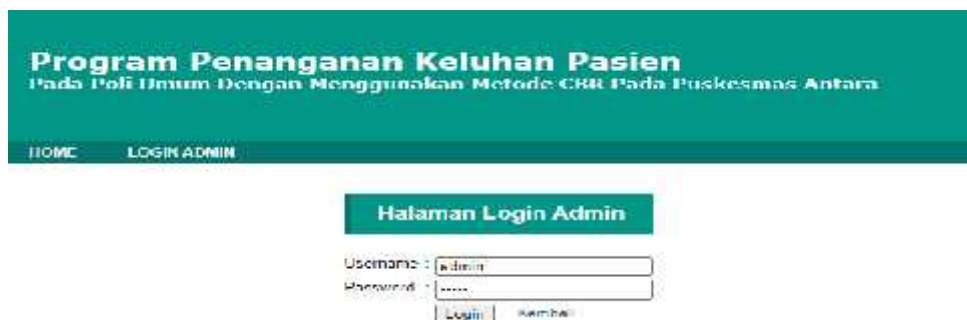 Program Penanganan Keluhan Pasien
Pada Poli Umum Dengan Menggunakan Metode CBR Pada Puskesmas Antara
HOME LOGIN ADMIN
Halaman Login Admin
Username : admin
Password : .....
Login Kembali